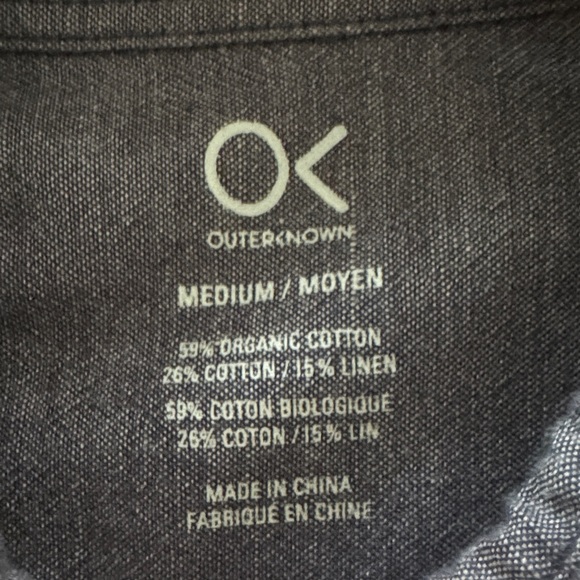 OK
OUTERKNOWN
MEDIUM / MOYEN
59% ORGANIC COTTON
26% COTTON / 15% LINEN
59% COTON BIOLOGIQUE
26% COTON / 15% LIN
MADE IN CHINA
FABRIQUÉ EN CHINE